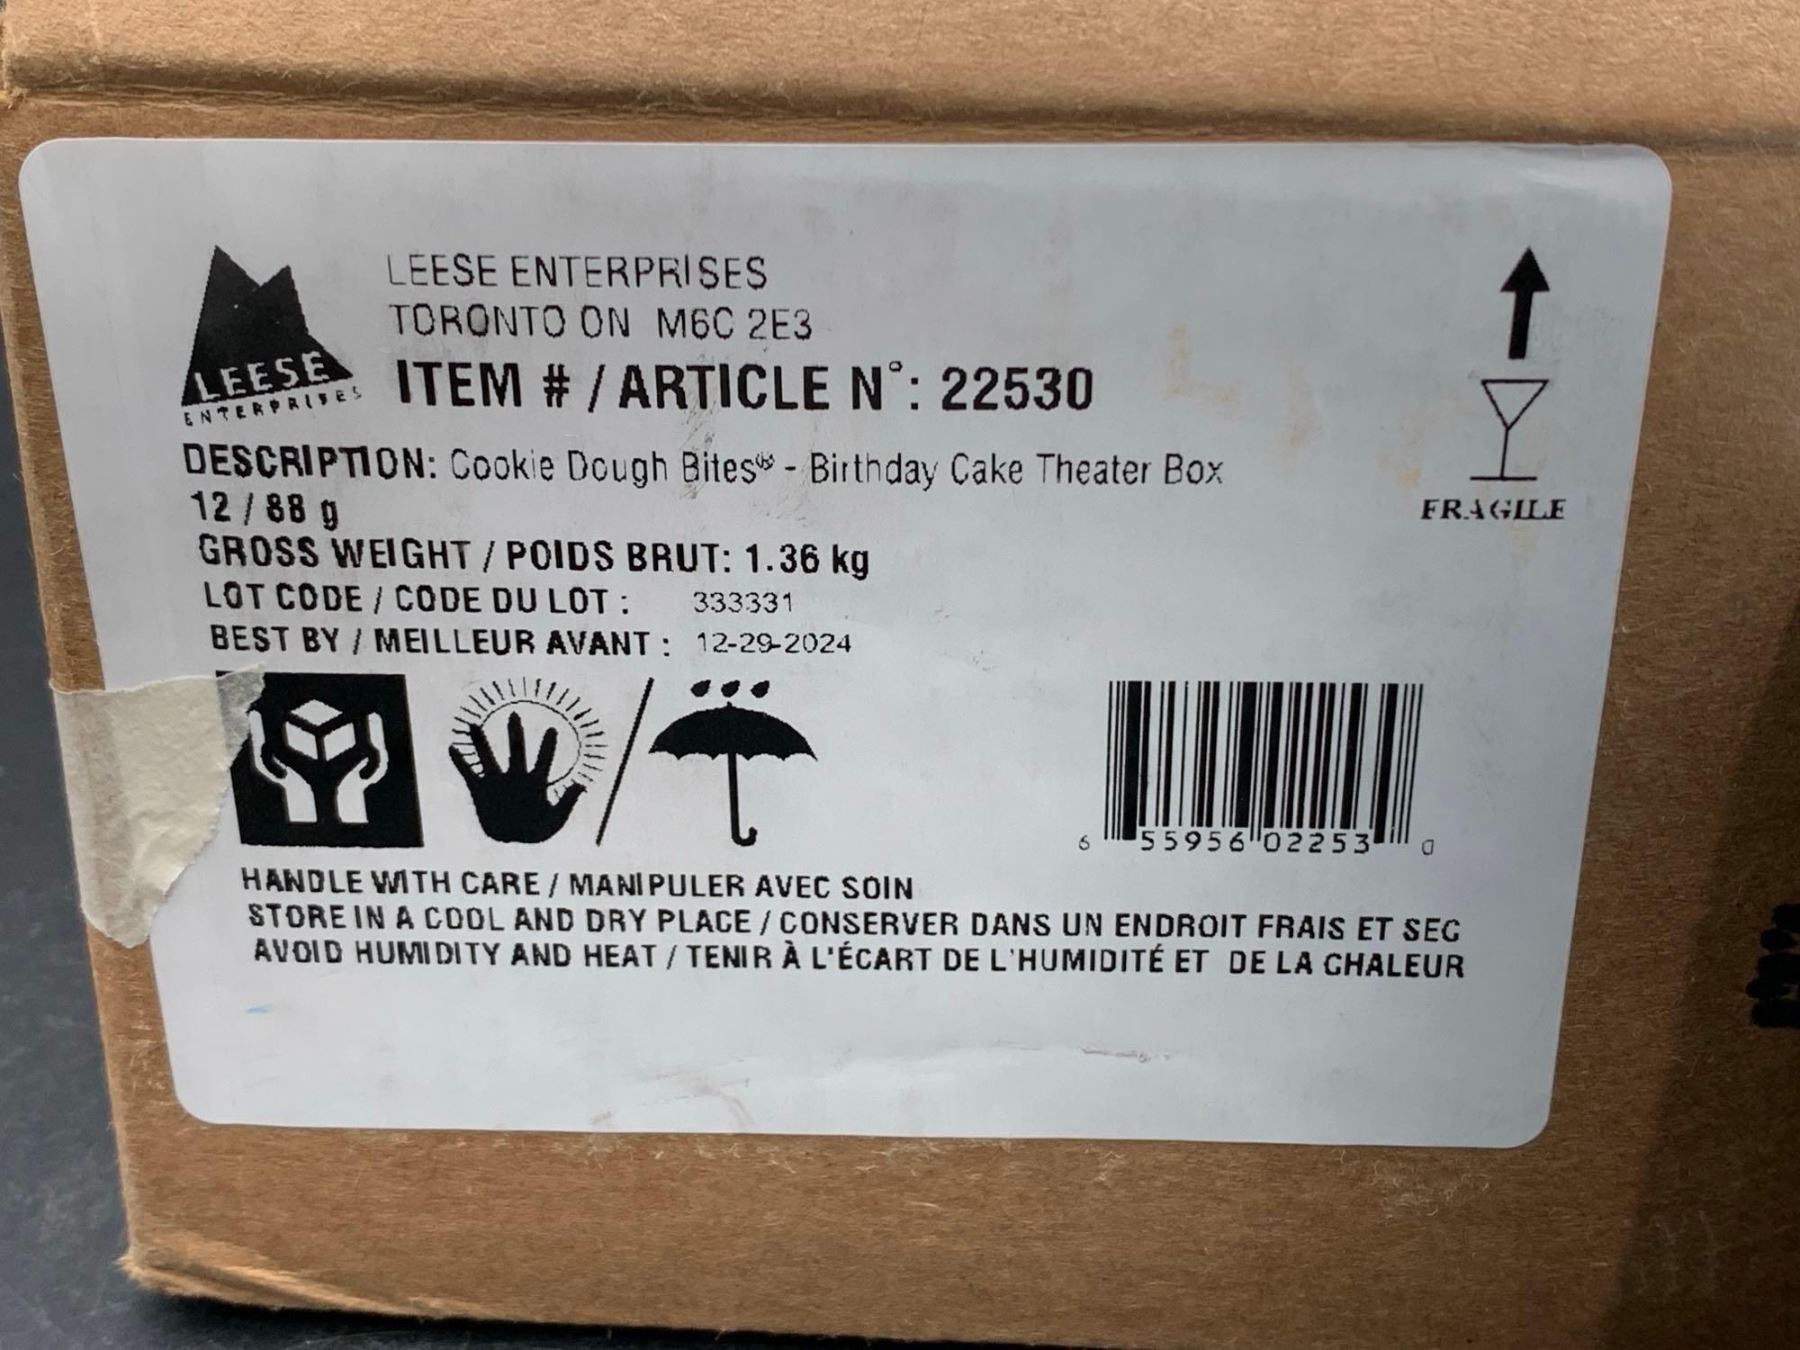 LEESE
ENTERPRISES
LEESE ENTERPRISES
TORONTO ON M6C 2E3
ITEM # / ARTICLE N°: 22530
DESCRIPTION: Cookie Dough Bites® - Birthday Cake Theater Box
12 / 88 g
GROSS WEIGHT / POIDS BRUT: 1.36 kg
LOT CODE / CODE DU LOT : 333331
BEST BY / MEILLEUR AVANT : 12-29-2024
FRAGILE
6 55956 02253 0
HANDLE WITH CARE / MANIPULER AVEC SOIN
STORE IN A COOL AND DRY PLACE / CONSERVER DANS UN ENDROIT FRAIS ET SEC
AVOID HUMIDITY AND HEAT / TENIR À L'ÉCART DE L'HUMIDITÉ ET DE LA CHALEUR